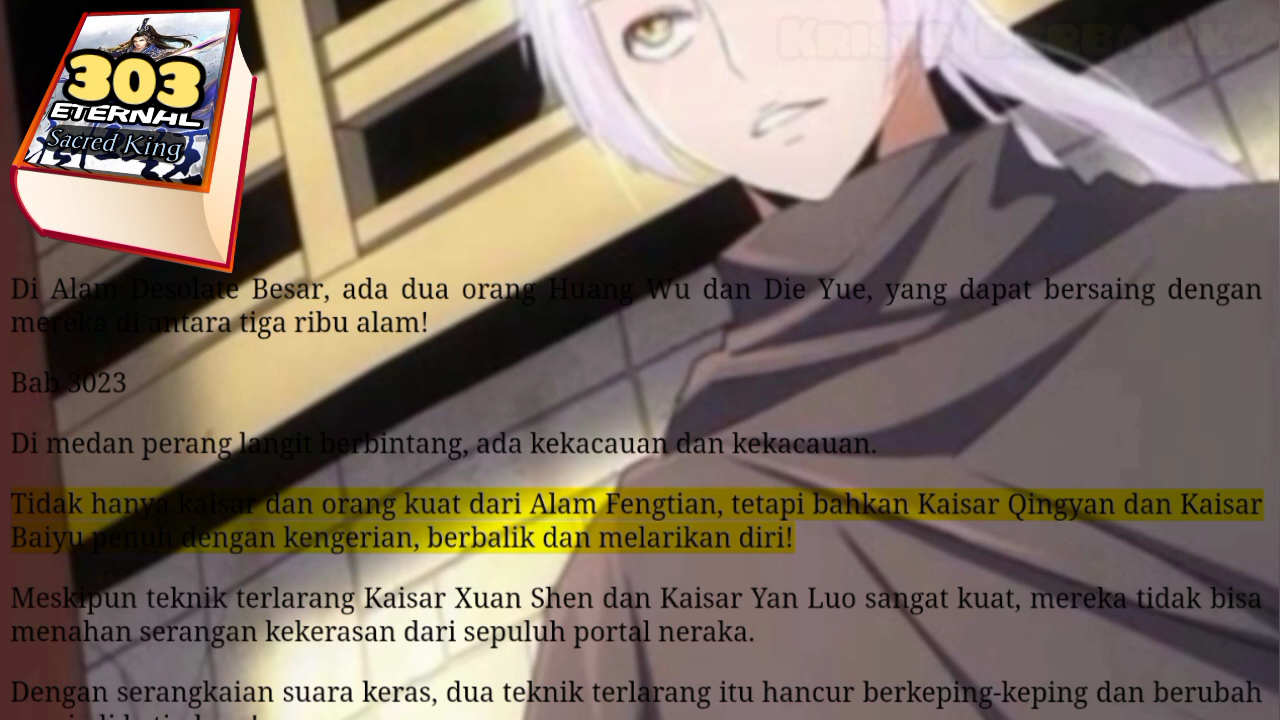 303
ETERNAL
Sacred King
Di Alam Desolate Besar, ada dua orang Huang Wu dan Die Yue, yang dapat bersaing dengan
mereka di antara tiga ribu alam!
Bab 3023
Di medan perang langit berbintang, ada kekacauan dan kekacauan.
Tidak hanya kaisar dan orang kuat dari Alam Fengtian, tetapi bahkan Kaisar Qingyan dan Kaisar
Baiyu penuh dengan kengerian, berbalik dan melarikan diri!
Meskipun teknik terlarang Kaisar Xuan Shen dan Kaisar Yan Luo sangat kuat, mereka tidak bisa
menahan serangan kekerasan dari sepuluh portal neraka.
Dengan serangkaian suara keras, dua teknik terlarang itu hancur berkeping-keping dan berubah